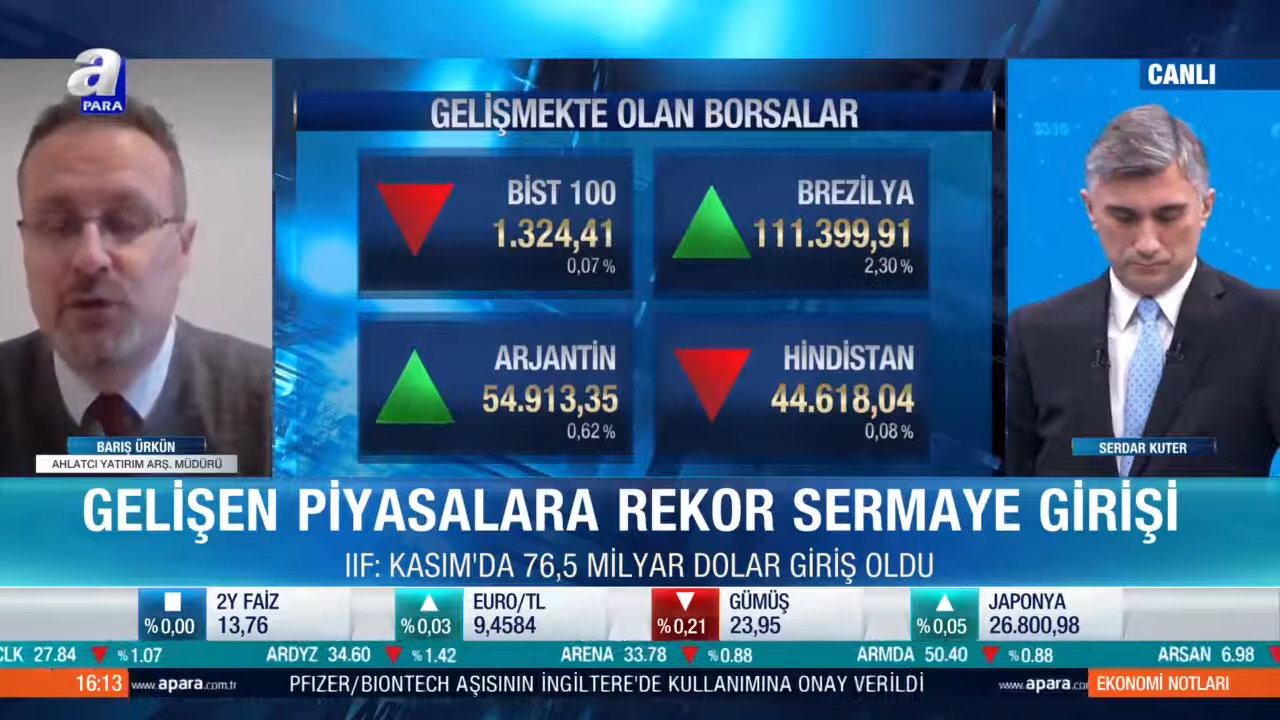 a
PARA
CANLI
GELİŞMEKTE OLAN BORSALAR
BİST 100
1.324,41
0,07 %
BREZİLYA
111.399,91
2,30 %
ARJANTİN
54.913,35
0,62 %
HİNDİSTAN
44.618,04
0,08 %
BARIŞ ÜRKÜN
AHLATCI YATIRIM ARŞ. MÜDÜRÜ
SERDAR KUTER
GELİŞEN PİYASALARA REKOR SERMAYE GİRİŞİ
IIF: KASIM'DA 76,5 MİLYAR DOLAR GİRİŞ OLDU
% 0,00 2Y FAİZ 13,76
% 0,03 EURO/TL 9,4584
% 0,21 GÜMÜŞ 23,95
% 0,05 JAPONYA 26.800,98
CLK 27.84 %1.07 ARDYZ 34.60 %1.42 ARENA 33.78 %0.88 ARMDA 50.40 %0.88 ARSAN 6.98
16:13 www.apara.com.tr PFIZER/BIONTECH AŞISININ İNGİLTERE'DE KULLANIMINA ONAY VERİLDİ www.apara.co EKONOMİ NOTLARI